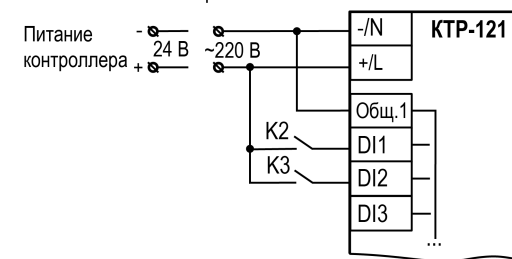 Питание контроллера
- 24 В +
~220 В
-/N
КТР-121
+/L
Общ.1
K2
DI1
K3
DI2
DI3
...